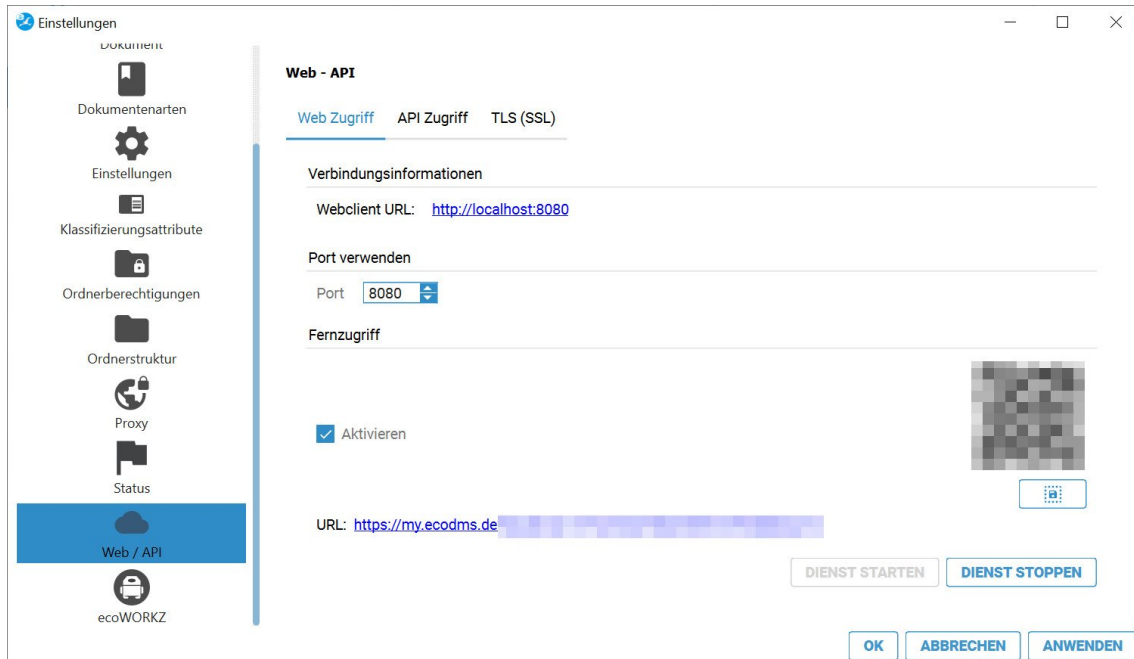 Einstellungen
Dokument
Dokumentenarten
Einstellungen
Klassifizierungsattribute
Ordnerberechtigungen
Ordnerstruktur
Proxy
Status
Web / API
ecoWORKZ
Web - API
Web Zugriff API Zugriff TLS (SSL)
Verbindungsinformationen
Webclient URL: http://localhost:8080
Port verwenden
Port 8080
Fernzugriff
Aktivieren
URL: https://my.ecodms.de
DIENST STARTEN DIENST STOPPEN
OK ABBRECHEN ANWENDEN